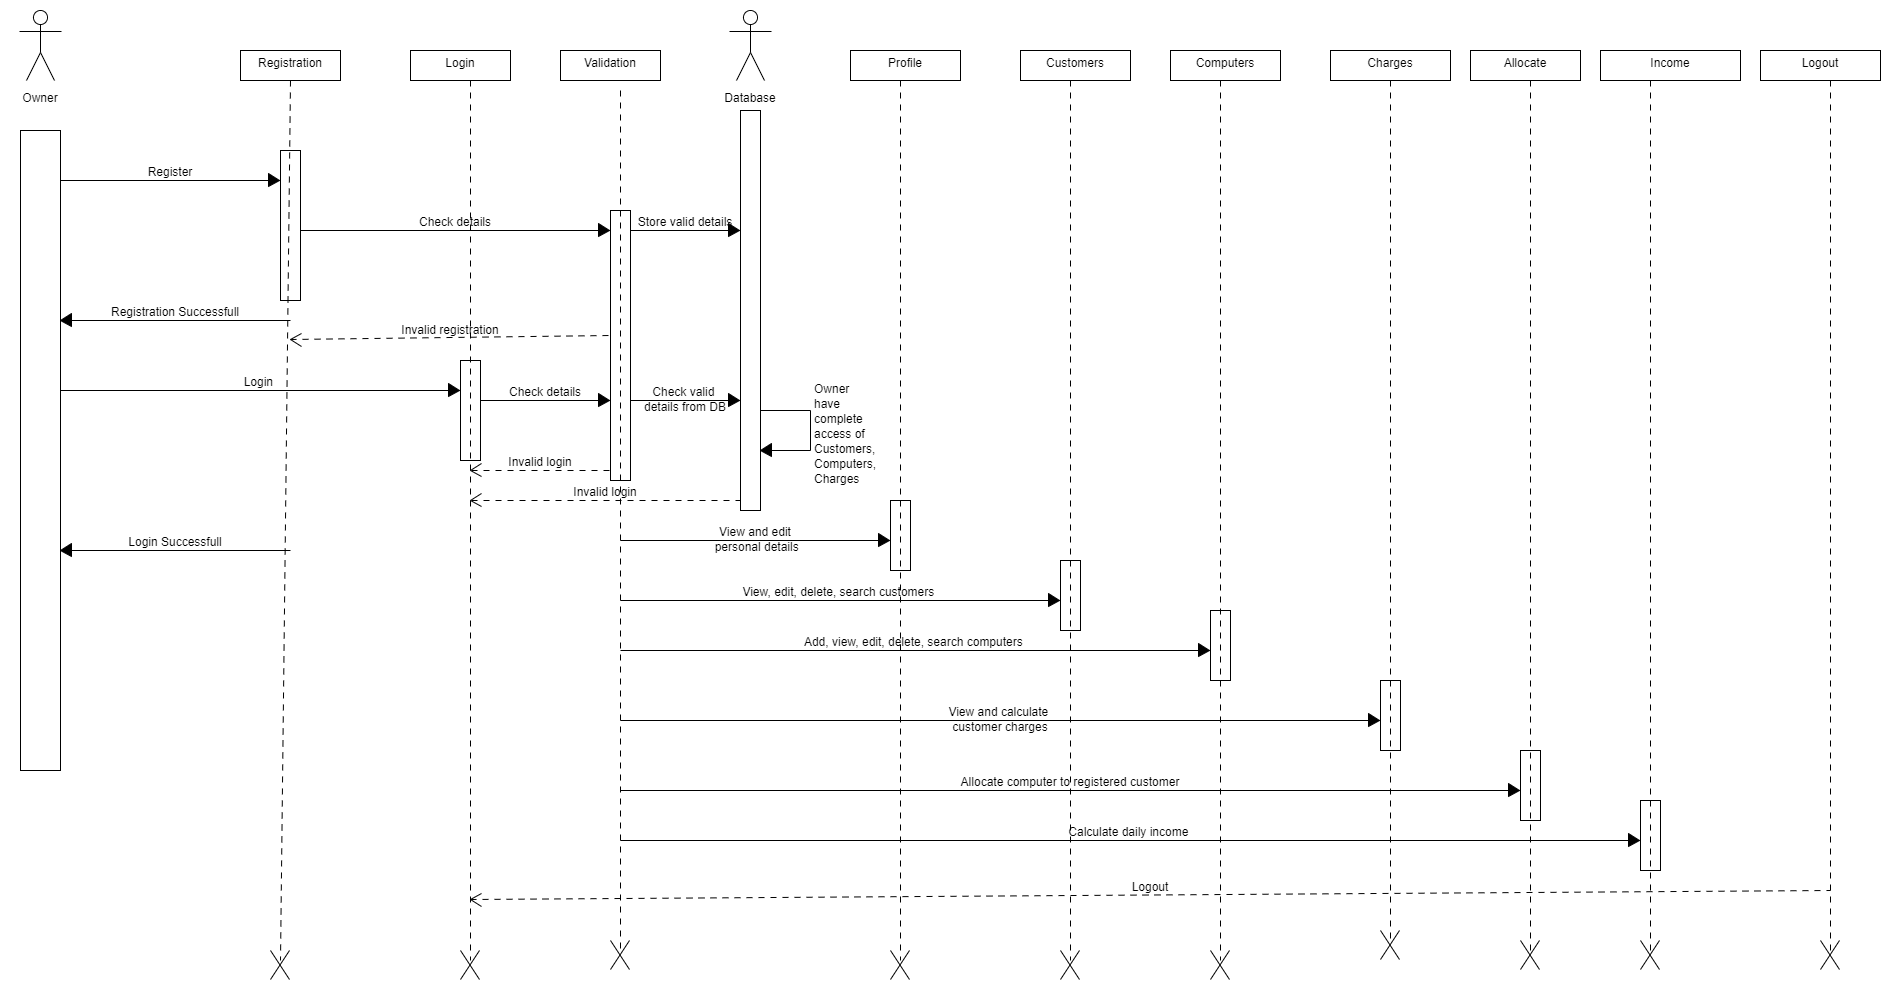 Owner
Registration
Login
Validation
Database
Profile
Customers
Computers
Charges
Allocate
Income
Logout
Register
Check details
Store valid details
Registration Successfull
Invalid registration
Login
Check details
Check valid
details from DB
Owner
have
complete
access of
Customers,
Computers,
Charges
Invalid login
Invalid login
View and edit
personal details
Login Successfull
View, edit, delete, search customers
Add, view, edit, delete, search computers
View and calculate
customer charges
Allocate computer to registered customer
Calculate daily income
Logout